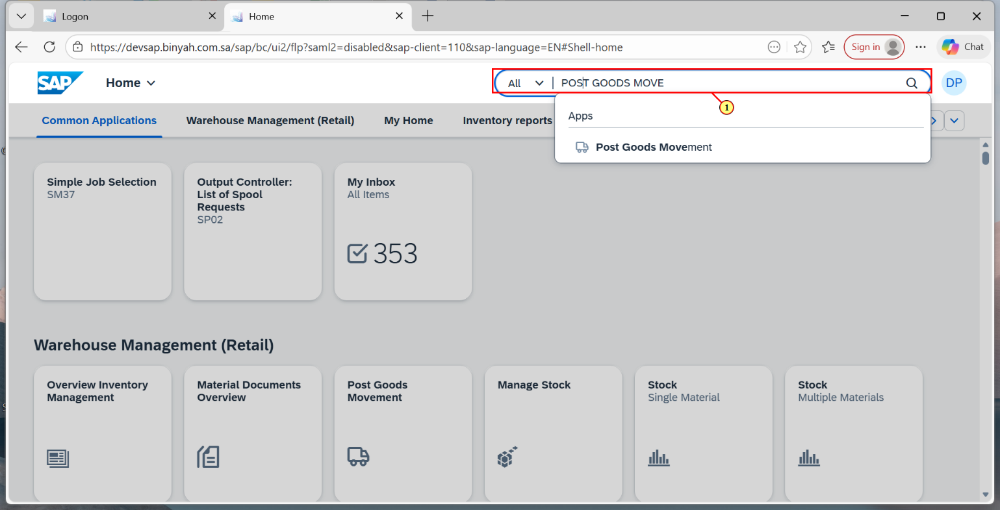 Logon
Home
https://devsap.binyah.com.sa/sap/bc/ui2/flp?saml2=disabled&sap-client=110&sap-language=EN#Shell-home
Sign in
Chat
SAP
Home
All
POST GOODS MOVE
DP
1
Common Applications
Warehouse Management (Retail)
My Home
Inventory reports
Apps
Post Goods Movement
Simple Job Selection
SM37
Output Controller:
List of Spool
Requests
SP02
My Inbox
All Items
353
Warehouse Management (Retail)
Overview Inventory
Management
Material Documents
Overview
Post Goods
Movement
Manage Stock
Stock
Single Material
Stock
Multiple Materials